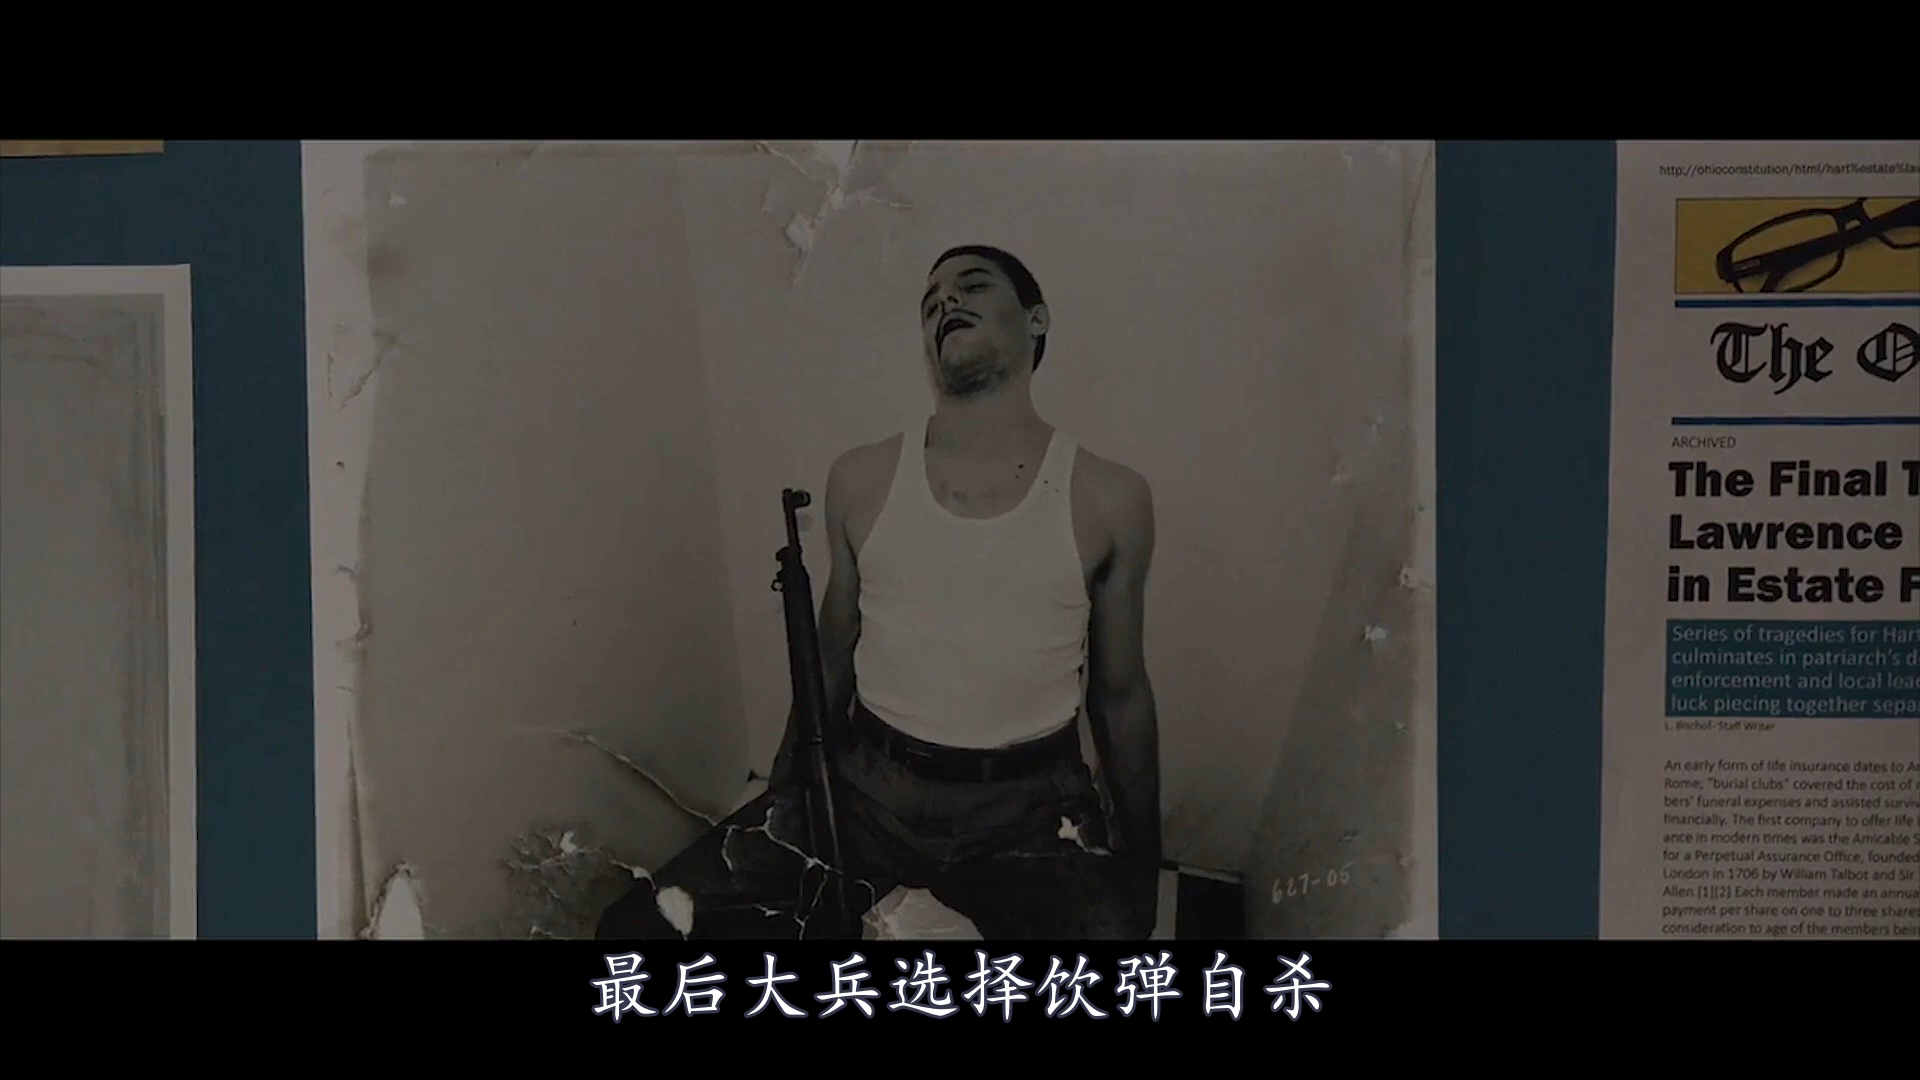 http://ohioconstitution/html/hart%estate%law
The O
ARCHIVED
The Final T
Lawrence
in Estate F
Series of tragedies for Hart
culminates in patriarch's d
enforcement and local lea
luck piecing together sepa
L. Bischof- Staff Writer
An early form of life insurance dates to
Rome; "burial clubs" covered the cost of
bers' funeral expenses and assisted surviv
financially. The first company to offer life
ance in modern times was the Amicable S
for a Perpetual Assurance Office, founded
London in 1706 by William Talbot and Sir
Allen.[1][2] Each member made an annua
payment per share on one to three shares
consideration to age of the members bein
627-05
最后大兵选择饮弹自杀